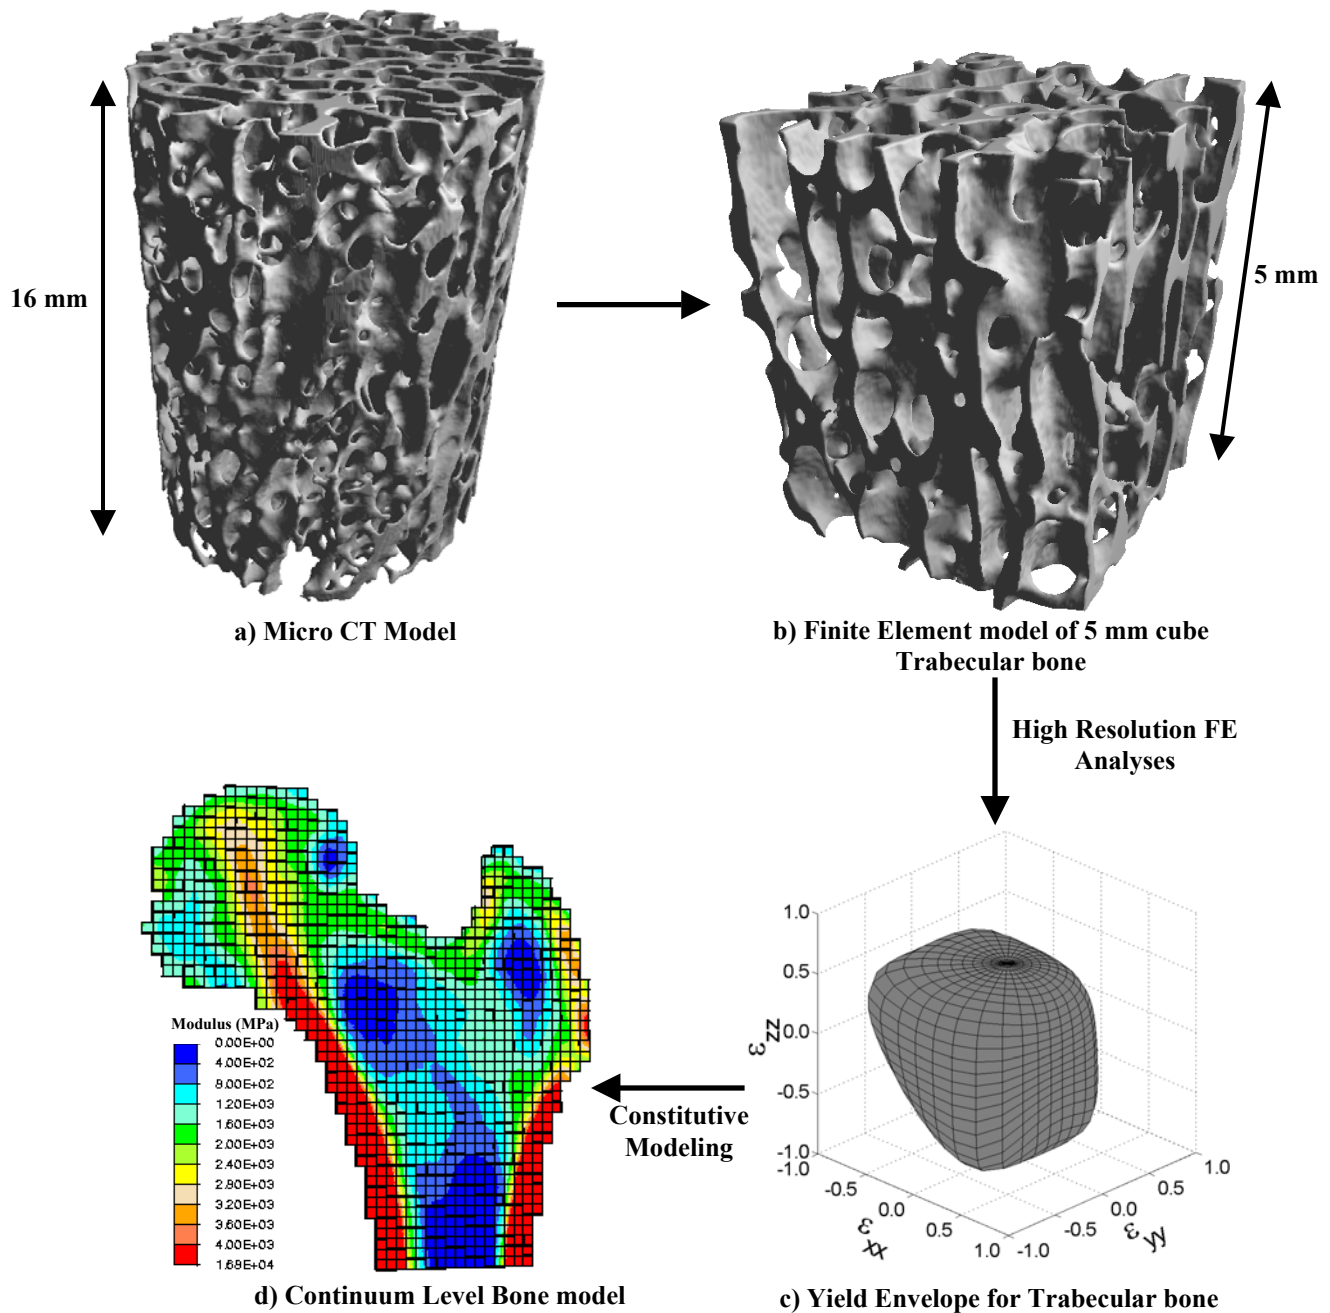 16 mm
5 mm
a) Micro CT Model
b) Finite Element model of 5 mm cube
Trabecular bone
High Resolution FE
Analyses
Modulus (MPa)
0.00E+00
4.00E+02
8.00E+02
1.20E+03
1.60E+03
2.00E+03
2.40E+03
2.80E+03
3.20E+03
3.60E+03
4.00E+03
1.69E+04
Constitutive
Modeling
1.0
0.5
0.0
-0.5
-1.0
εzz
-1.0
-0.5
0.0
0.5
1.0
εxx
-1.0
-0.5
0.0
0.5
1.0
εyy
d) Continuum Level Bone model
c) Yield Envelope for Trabecular bone